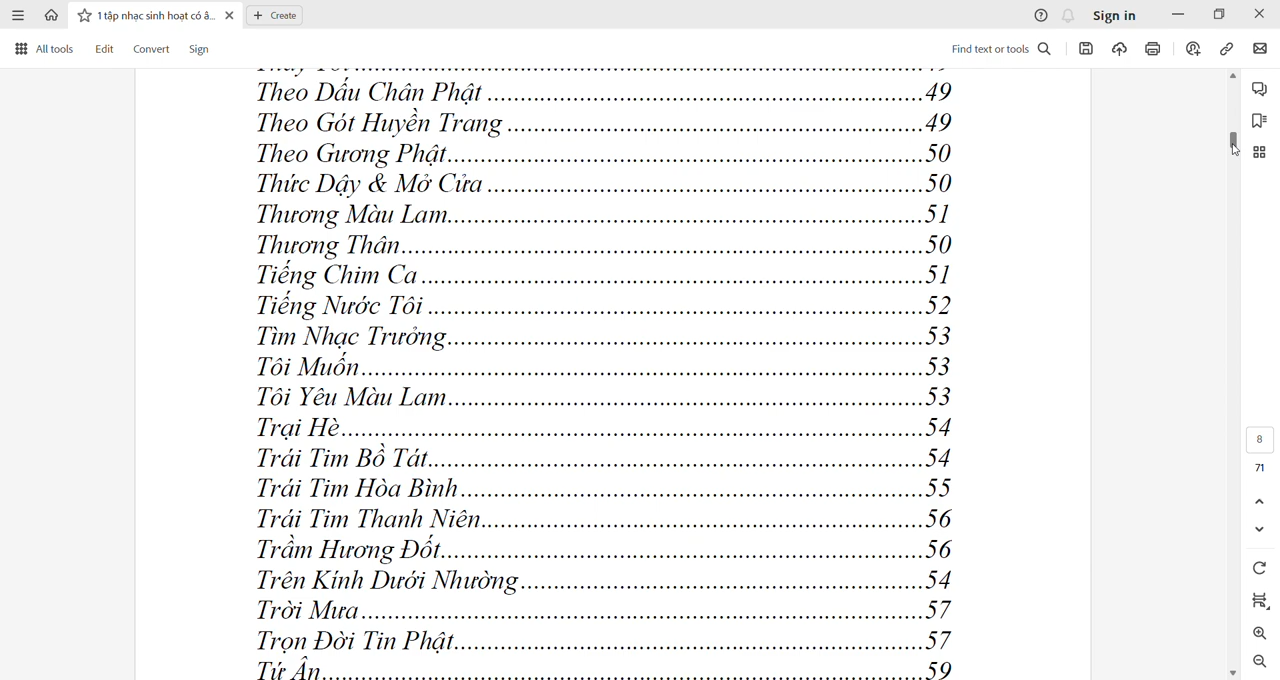 1 tập nhạc sinh hoạt có â...
Create
Sign in
All tools
Edit
Convert
Sign
Find text or tools
Theo Dấu Chân Phật ........................................................49
Theo Gót Huyền Trang .....................................................49
Theo Gương Phật.............................................................50
Thức Dậy & Mở Cửa ........................................................50
Thương Màu Lam.............................................................51
Thương Thân...................................................................50
Tiếng Chim Ca ................................................................51
Tiếng Nước Tôi ...............................................................52
Tìm Nhạc Trưởng.............................................................53
Tôi Muốn.........................................................................53
Tôi Yêu Màu Lam.............................................................53
Trại Hè............................................................................54
Trái Tim Bồ Tát................................................................54
Trái Tim Hòa Bình ...........................................................55
Trái Tim Thanh Niên.........................................................56
Trầm Hương Đốt..............................................................56
Trên Kính Dưới Nhường....................................................54
Trời Mưa.........................................................................57
Trọn Đời Tin Phật.............................................................57
Tứ Ân..............................................................................59
8
71